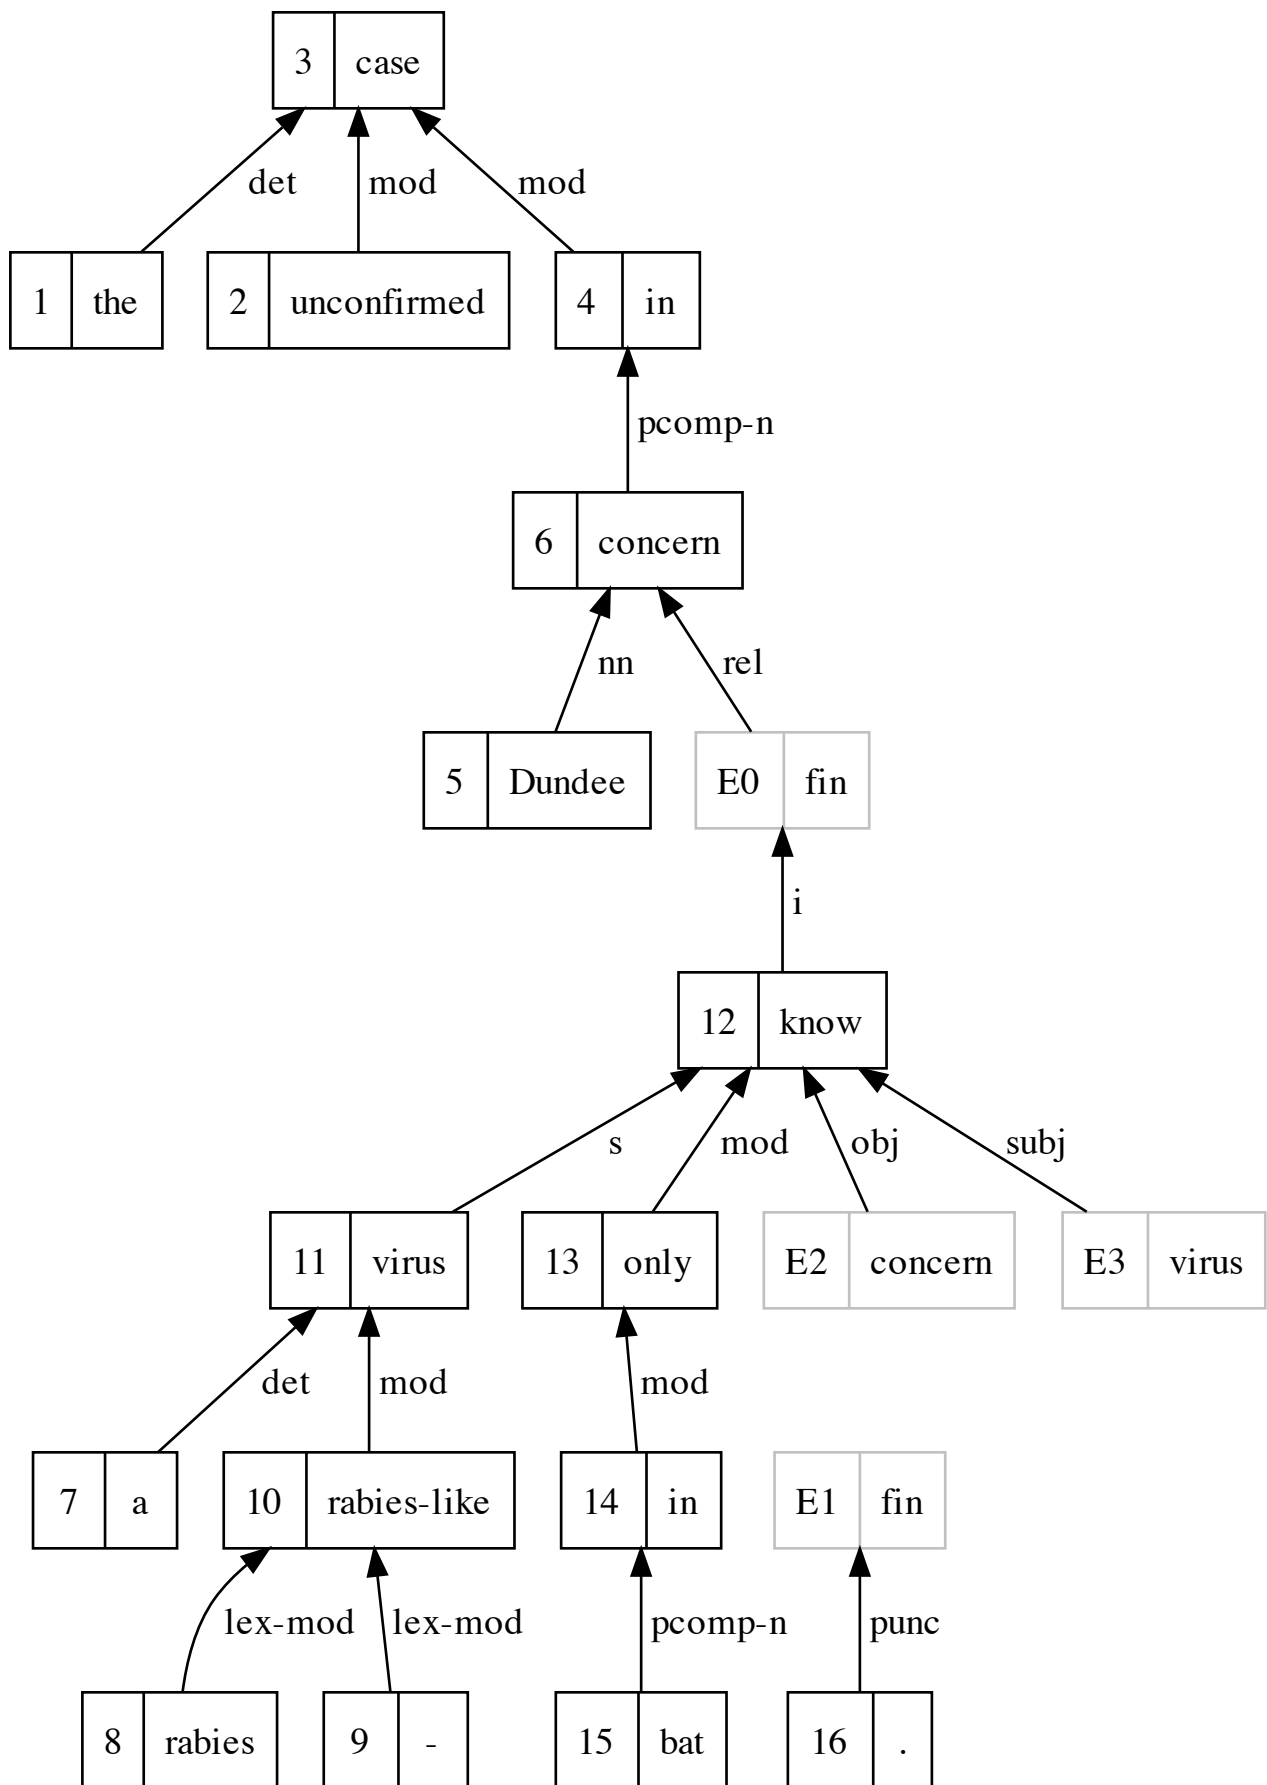 3 case
det mod mod
1 the 2 unconfirmed 4 in
pcomp-n
6 concern
nn rel
5 Dundee E0 fin
i
12 know
s mod obj subj
11 virus 13 only E2 concern E3 virus
det mod mod
7 a 10 rabies-like 14 in E1 fin
lex-mod lex-mod pcomp-n punc
8 rabies 9 - 15 bat 16 .